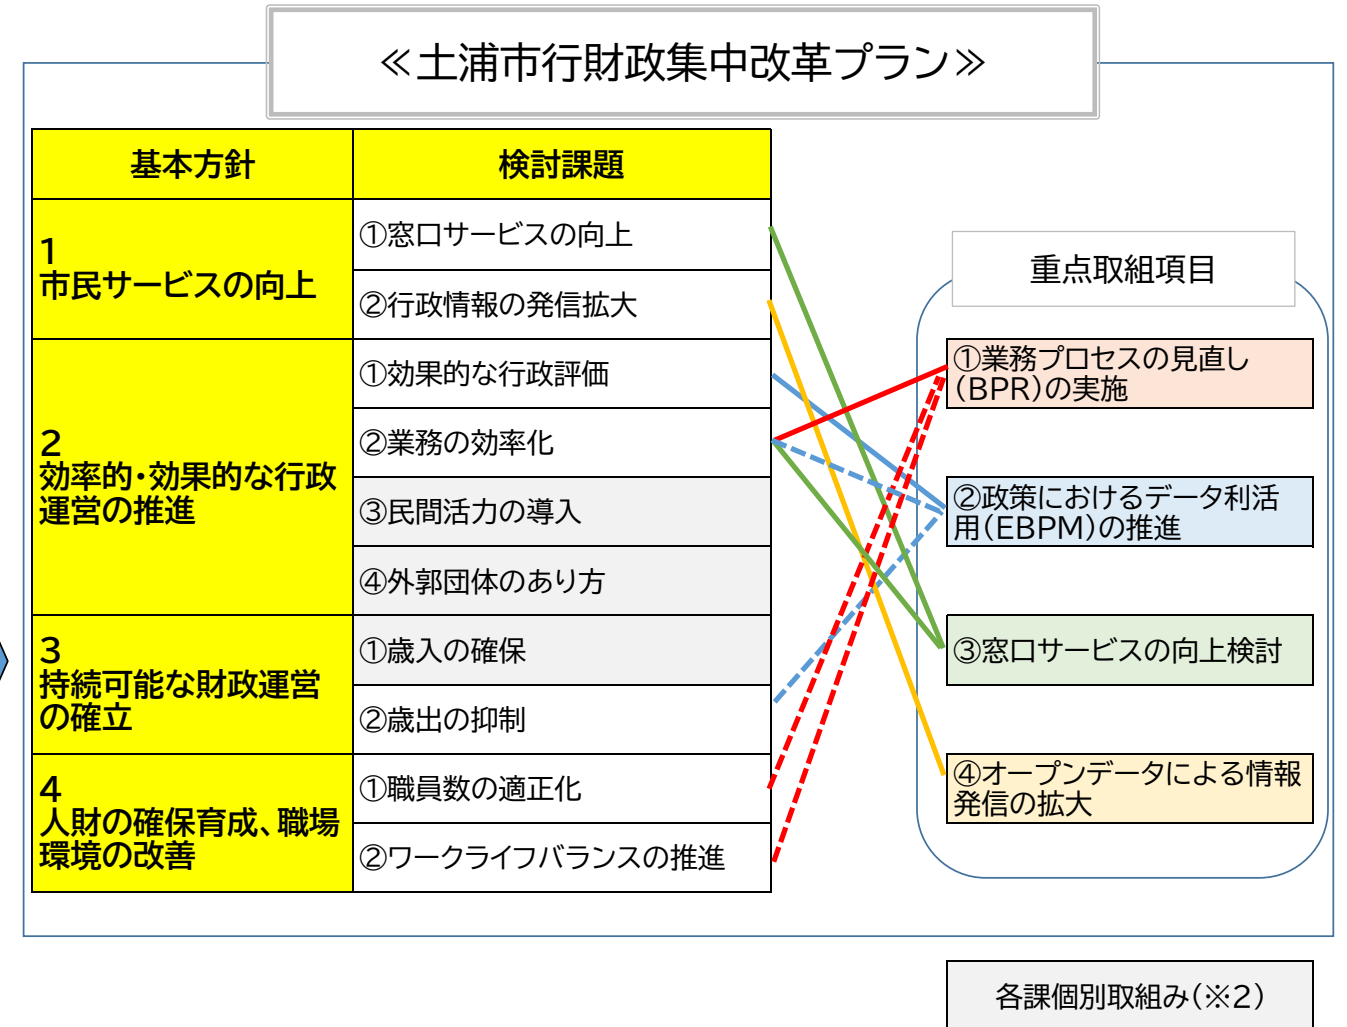 ≪土浦市行財政集中改革プラン≫
基本方針
検討課題
1
市民サービスの向上
①窓口サービスの向上
②行政情報の発信拡大
2
効率的・効果的な行政
運営の推進
①効果的な行政評価
②業務の効率化
③民間活力の導入
④外郭団体のあり方
3
持続可能な財政運営
の確立
①歳入の確保
②歳出の抑制
4
人財の確保育成、職場
環境の改善
①職員数の適正化
②ワークライフバランスの推進
重点取組項目
①業務プロセスの見直し
(BPR)の実施
②政策におけるデータ利活
用(EBPM)の推進
③窓口サービスの向上検討
④オープンデータによる情報
発信の拡大
各課個別取組み(※2)